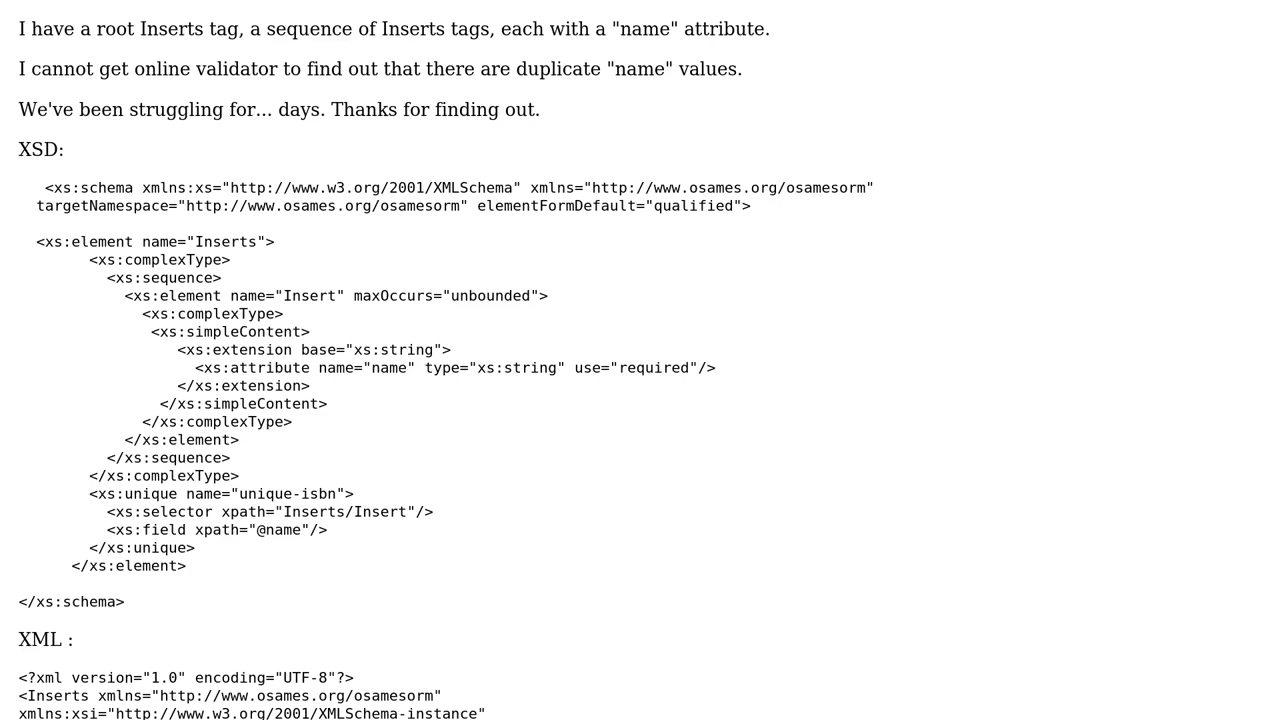 I have a root Inserts tag, a sequence of Inserts tags, each with a "name" attribute.
I cannot get online validator to find out that there are duplicate "name" values.
We've been struggling for... days. Thanks for finding out.
XSD:
<xs:schema xmlns:xs="http://www.w3.org/2001/XMLSchema" xmlns="http://www.osames.org/osamesorm"
targetNamespace="http://www.osames.org/osamesorm" elementFormDefault="qualified">
<xs:element name="Inserts">
<xs:complexType>
<xs:sequence>
<xs:element name="Insert" maxOccurs="unbounded">
<xs:complexType>
<xs:simpleContent>
<xs:extension base="xs:string">
<xs:attribute name="name" type="xs:string" use="required"/>
</xs:extension>
</xs:simpleContent>
</xs:complexType>
</xs:element>
</xs:sequence>
</xs:complexType>
<xs:unique name="unique-isbn">
<xs:selector xpath="Inserts/Insert"/>
<xs:field xpath="@name"/>
</xs:unique>
</xs:element>
</xs:schema>
XML :
<?xml version="1.0" encoding="UTF-8"?>
<Inserts xmlns="http://www.osames.org/osamesorm"
xmlns:xsi="http://www.w3.org/2001/XMLSchema-instance"